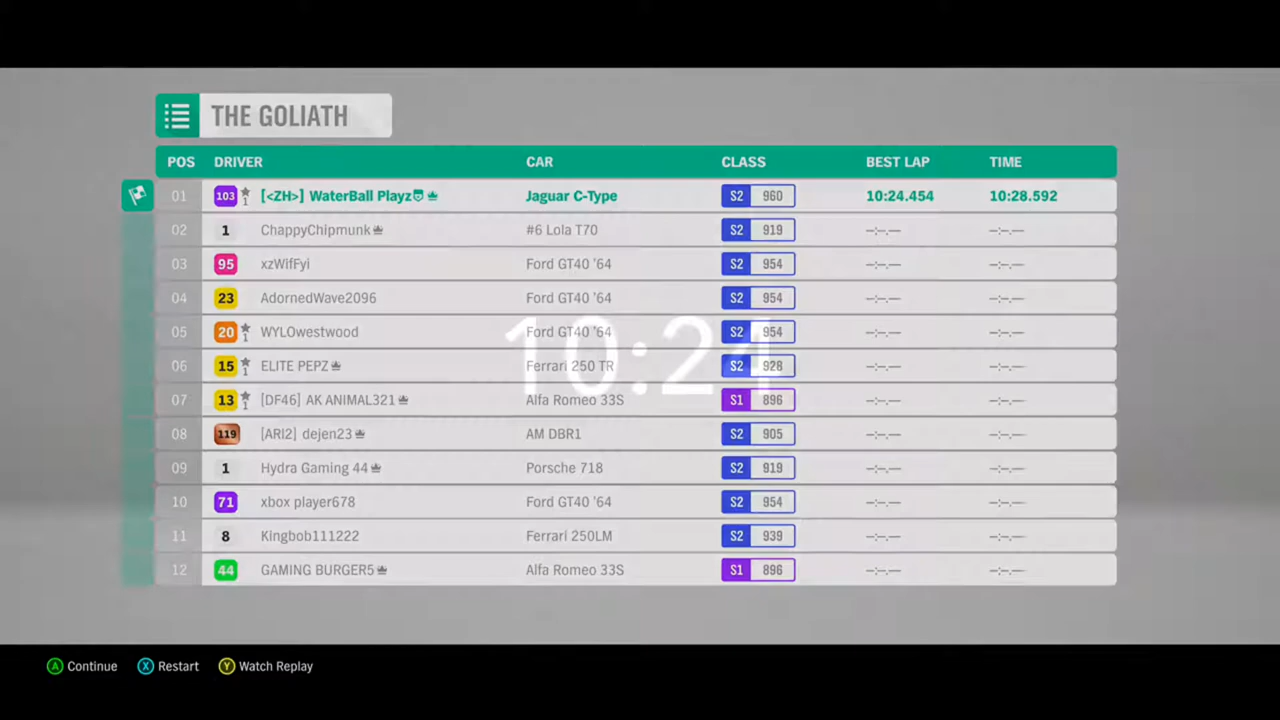 THE GOLIATH
POS DRIVER CAR CLASS BEST LAP TIME
01 103 1 [<ZH>] WaterBall Playz Jaguar C-Type S2 960 10:24.454 10:28.592
02 1 ChappyChipmunk #6 Lola T70 S2 919 --:--.---
03 95 xzWifFyi Ford GT40 '64 S2 954 --:--.--- --:--.---
04 23 AdornedWave2096 Ford GT40 '64 S2 954 --:--.--- --:--.---
05 20 1 WYLOwestwood Ford GT40 '64 S2 954 --:--.--- --:--.---
10:24
06 15 1 ELITE PEPZ Ferrari 250 TR S2 928 --:--.--- --:--.---
07 13 1 [DF46] AK ANIMAL321 Alfa Romeo 33S S1 896 --:--.--- --:--.---
08 119 [ARI2] dejen23 AM DBR1 S2 905 --:--.--- --:--.---
09 1 Hydra Gaming 44 Porsche 718 S2 919 --:--.--- --:--.---
10 71 xbox player678 Ford GT40 '64 S2 954 --:--.--- --:--.---
11 8 Kingbob111222 Ferrari 250LM S2 939 --:--.--- --:--.---
12 44 GAMING BURGER5 Alfa Romeo 33S S1 896 --:--.--- --:--.---
A Continue X Restart Y Watch Replay